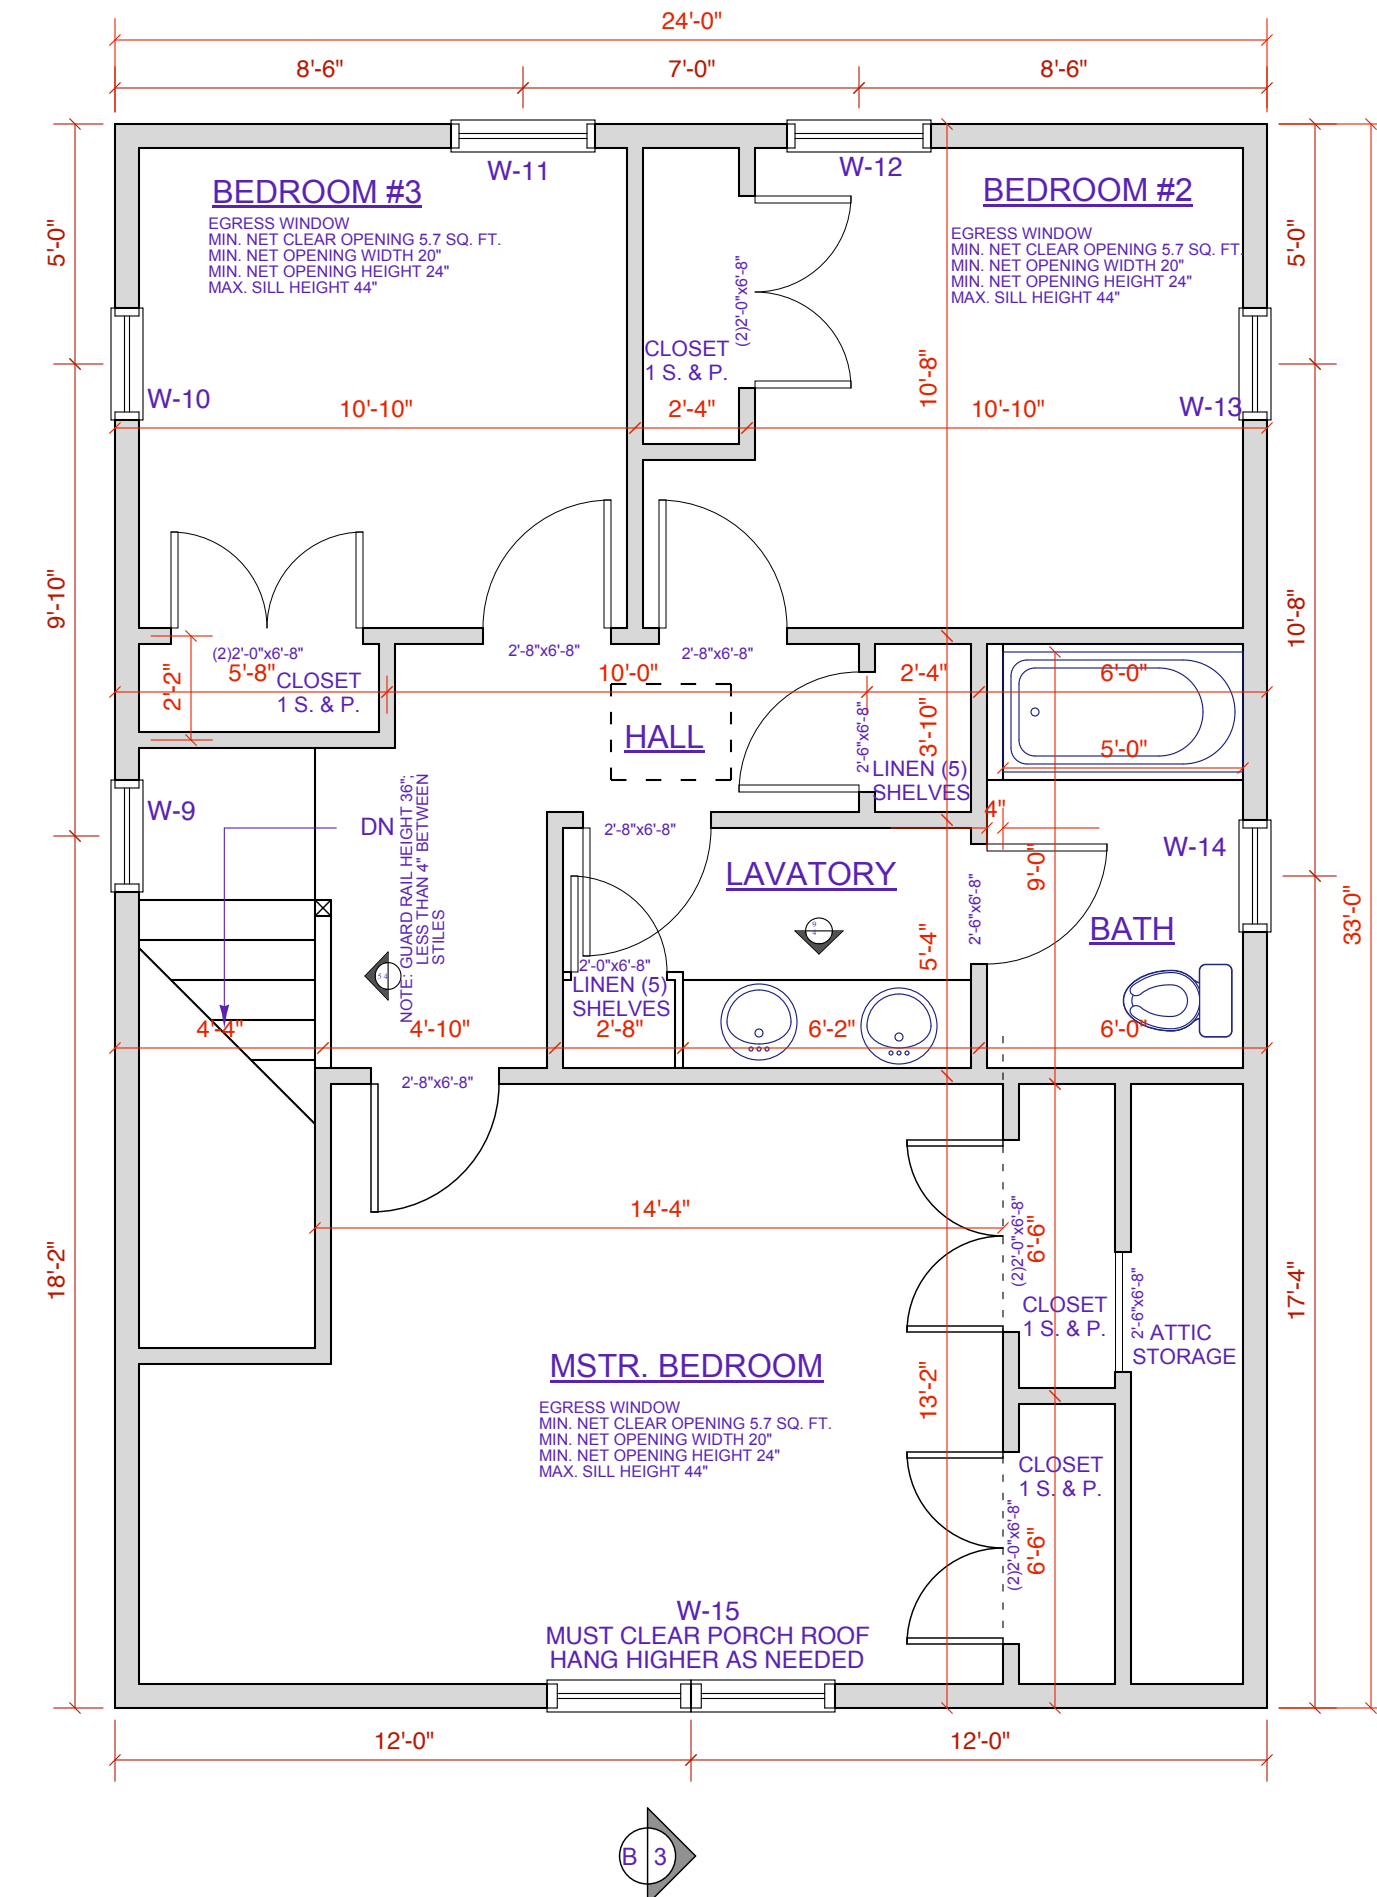 24'-0"
8'-6"
7'-0"
8'-6"
W-11
W-12
BEDROOM #3
EGRESS WINDOW
MIN. NET CLEAR OPENING 5.7 SQ. FT.
MIN. NET OPENING WIDTH 20"
MIN. NET OPENING HEIGHT 24"
MAX. SILL HEIGHT 44"
BEDROOM #2
EGRESS WINDOW
MIN. NET CLEAR OPENING 5.7 SQ. FT.
MIN. NET OPENING WIDTH 20"
MIN. NET OPENING HEIGHT 24"
MAX. SILL HEIGHT 44"
5'-0"
5'-0"
(2)2'-0"x6'-8"
CLOSET
1 S. & P.
10'-8"
W-10
W-13
10'-10"
2'-4"
10'-10"
9'-10"
10'-8"
(2)2'-0"x6'-8"
2'-8"x6'-8"
2'-8"x6'-8"
2'-2"
5'-8"
CLOSET
1 S. & P.
10'-0"
2'-4"
6'-0"
HALL
2'-6"x6'-8"
3'-10"
5'-0"
LINEN (5)
SHELVES
4"
W-9
DN
NOTE: GUARD RAIL HEIGHT 36";
LESS THAN 4" BETWEEN
STILES
2'-8"x6'-8"
W-14
LAVATORY
9'-0"
2'-6"x6'-8"
BATH
33'-0"
9
4
5'-4"
5 4
2'-0"x6'-8"
LINEN (5)
SHELVES
4'-4"
4'-10"
2'-8"
6'-2"
6'-0"
2'-8"x6'-8"
14'-4"
(2)2'-0"x6'-8"
6'-6"
18'-2"
17'-4"
CLOSET
1 S. & P.
2'-6"x6'-8"
ATTIC
STORAGE
MSTR. BEDROOM
EGRESS WINDOW
MIN. NET CLEAR OPENING 5.7 SQ. FT.
MIN. NET OPENING WIDTH 20"
MIN. NET OPENING HEIGHT 24"
MAX. SILL HEIGHT 44"
13'-2"
CLOSET
1 S. & P.
(2)2'-0"x6'-8"
6'-6"
W-15
MUST CLEAR PORCH ROOF
HANG HIGHER AS NEEDED
12'-0"
12'-0"
B 3